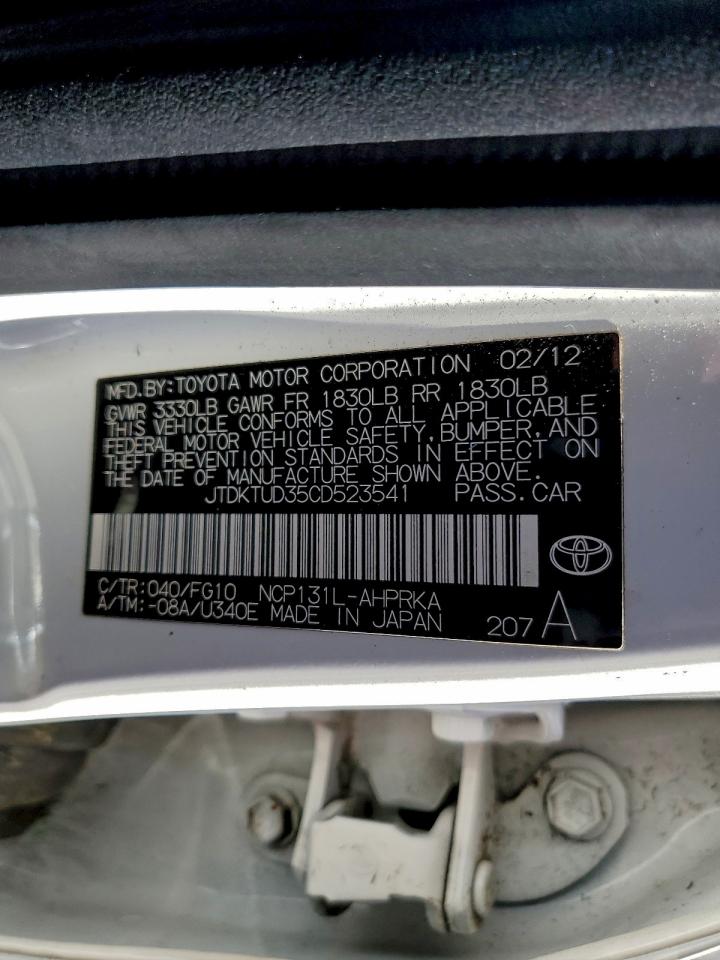 MFD.BY:TOYOTA MOTOR CORPORATION 02/12
GVWR 3330LB GAWR FR 1830LB RR 1830LB
THIS VEHICLE CONFORMS TO ALL APPLICABLE
FEDERAL MOTOR VEHICLE SAFETY, BUMPER, AND
THEFT PREVENTION STANDARDS IN EFFECT ON
THE DATE OF MANUFACTURE SHOWN ABOVE.
JTDKTUD35CD523541 PASS.CAR
C/TR:040/FG10 NCP131L-AHPRKA
A/TM:-08A/U340E MADE IN JAPAN 207 A